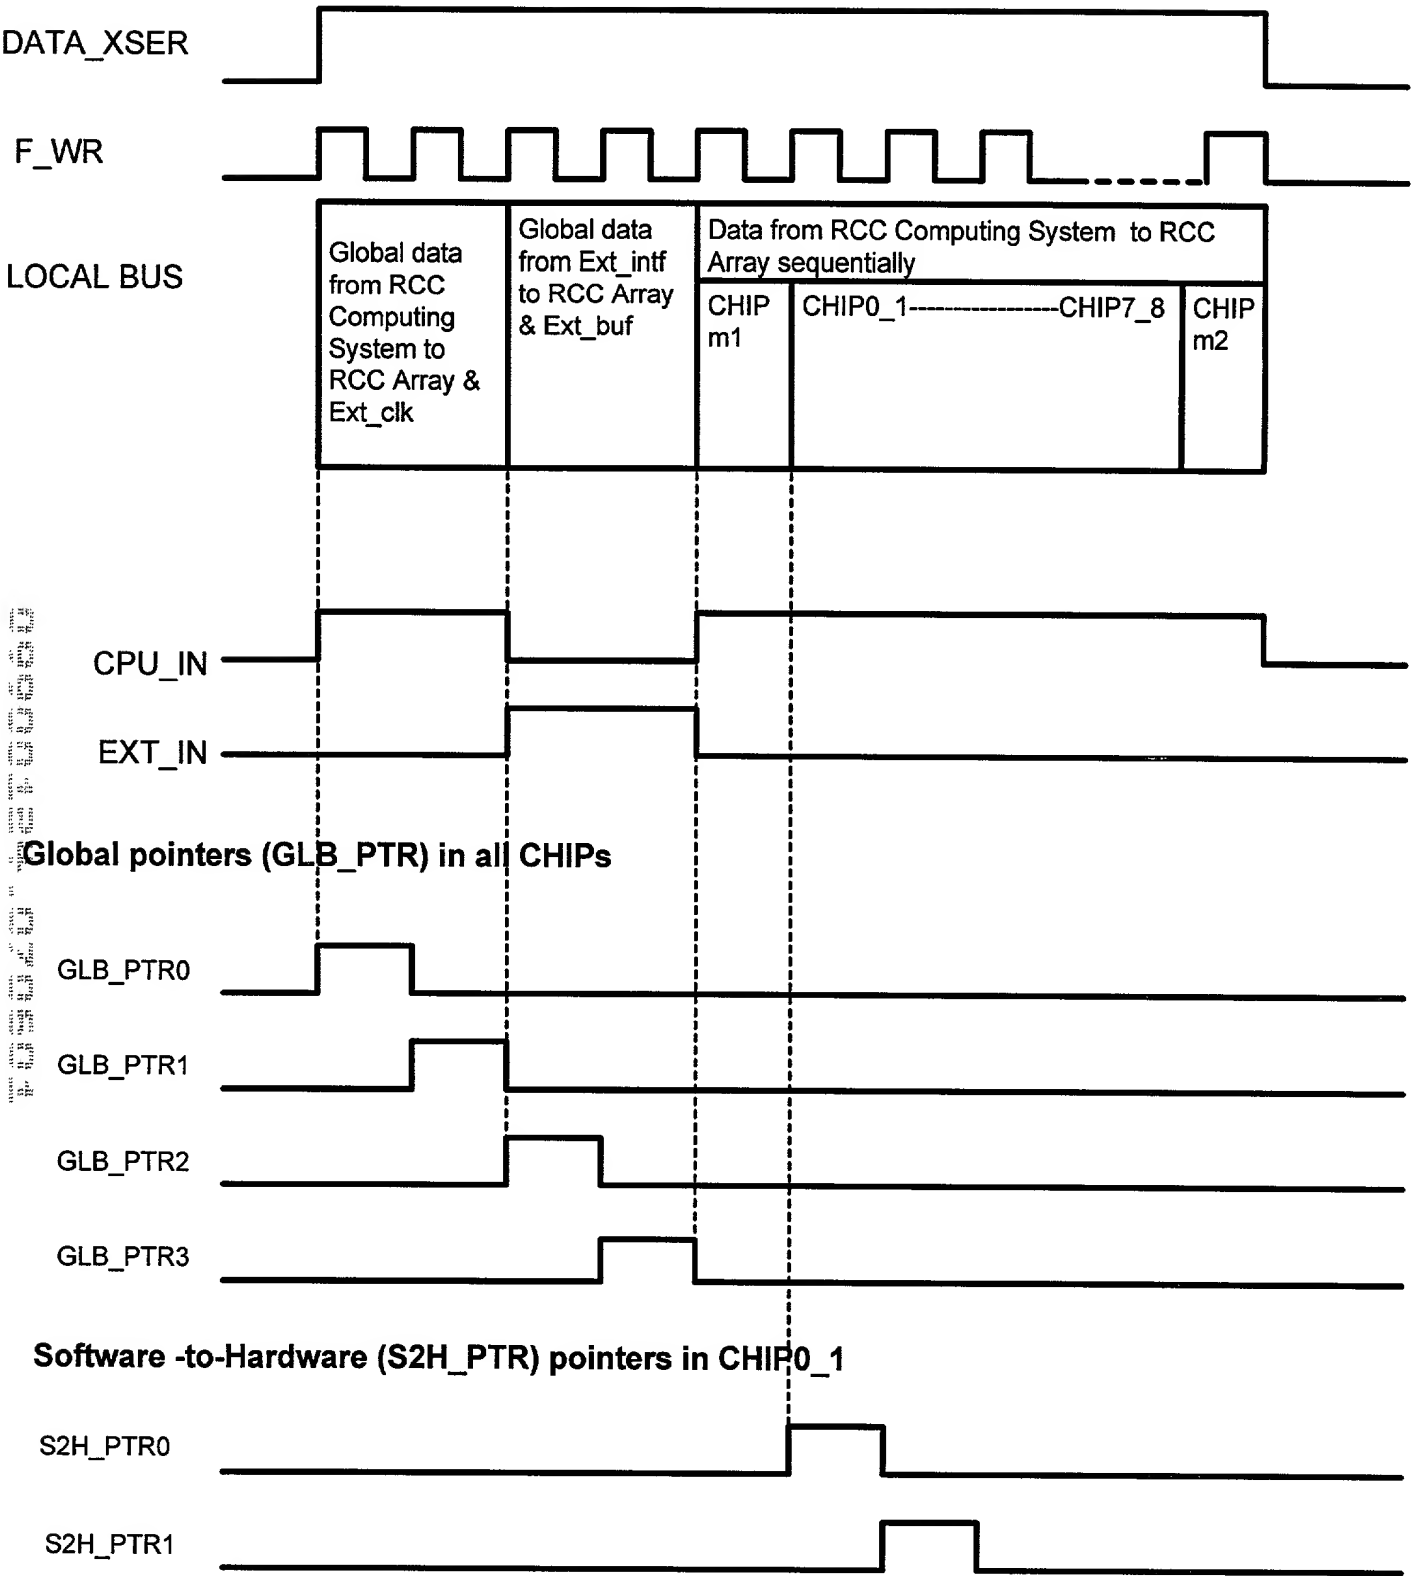 DATA_XSER
F_WR
LOCAL BUS
Global data
from RCC
Computing
System to
RCC Array &
Ext_clk
Global data
from Ext_intf
to RCC Array
& Ext_buf
Data from RCC Computing System to RCC
Array sequentially
CHIP
m1
CHIP0_1-------------------CHIP7_8
CHIP
m2
CPU_IN
EXT_IN
Global pointers (GLB_PTR) in all CHIPs
GLB_PTR0
GLB_PTR1
GLB_PTR2
GLB_PTR3
Software -to-Hardware (S2H_PTR) pointers in CHIP0_1
S2H_PTR0
S2H_PTR1